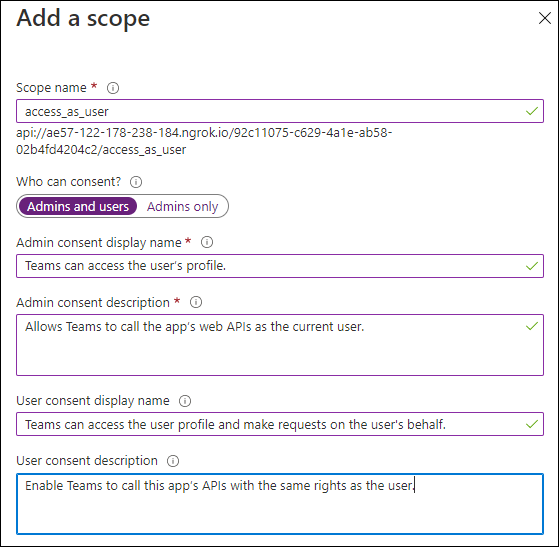 Add a scope
Scope name *
access_as_user
api://ae57-122-178-238-184.ngrok.io/92c11075-c629-4a1e-ab58-
02b4fd4204c2/access_as_user
Who can consent?
Admins and users Admins only
Admin consent display name *
Teams can access the user's profile.
Admin consent description *
Allows Teams to call the app's web APIs as the current user.
User consent display name
Teams can access the user profile and make requests on the user's behalf.
User consent description
Enable Teams to call this app's APIs with the same rights as the user.